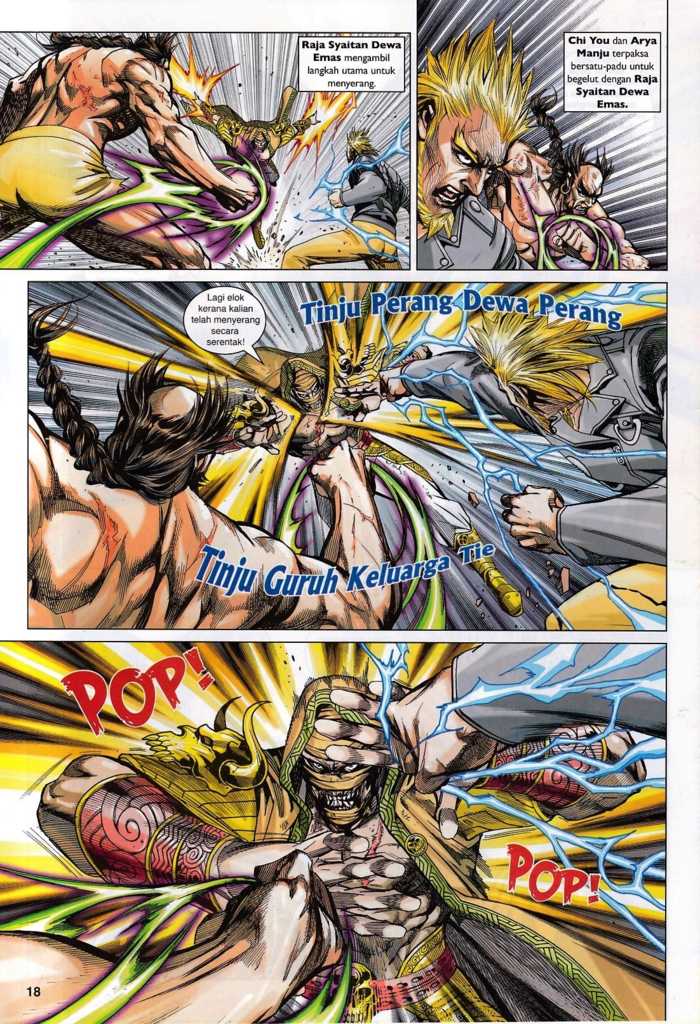 Raja Syaitan Dewa
Emas mengambil
langkah utama untuk
menyerang.
Chi You dan Arya
Manju terpaksa
bersatu-padu untuk
begelut dengan Raja
Syaitan Dewa
Emas.
Lagi elok
kerana kalian
telah menyerang
secara
serentak!
Tinju Perang Dewa Perang
Tinju Guruh Keluarga Tie
POP!
POP!
18